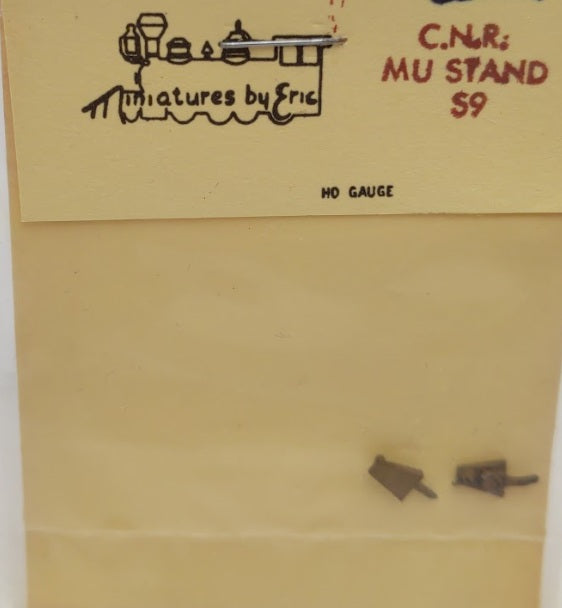 C.N.R.
MU STAND
S9
Miniatures by Eric
HO GAUGE